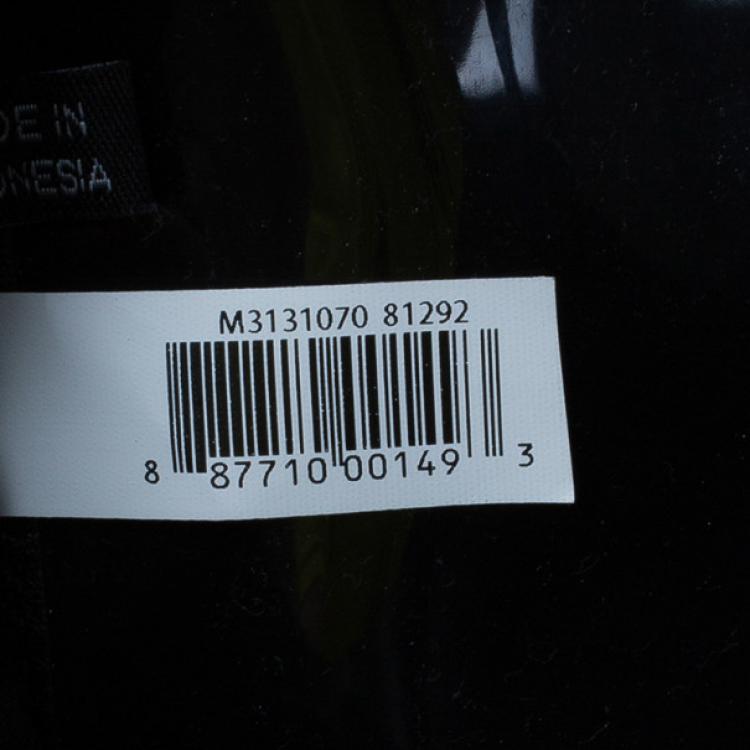 DE IN
ONESIA
M3131070 81292
8 87710 00149 3